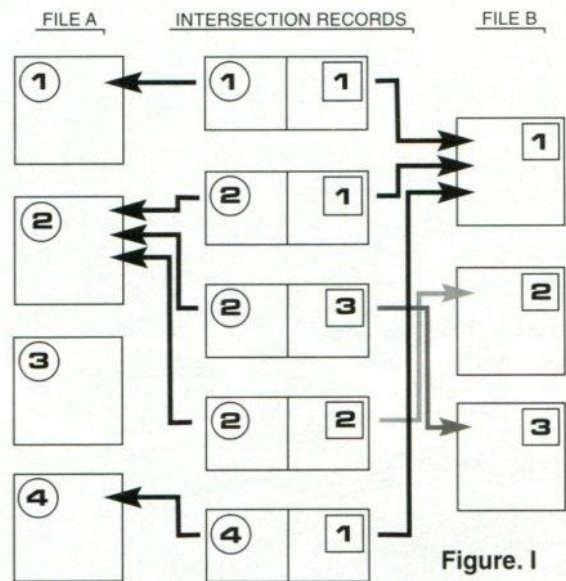 FILE A INTERSECTION RECORDS FILE B
1 1 1
1
2 2 1
2 3
2
3
2 2
3
4 4 1
Figure. I